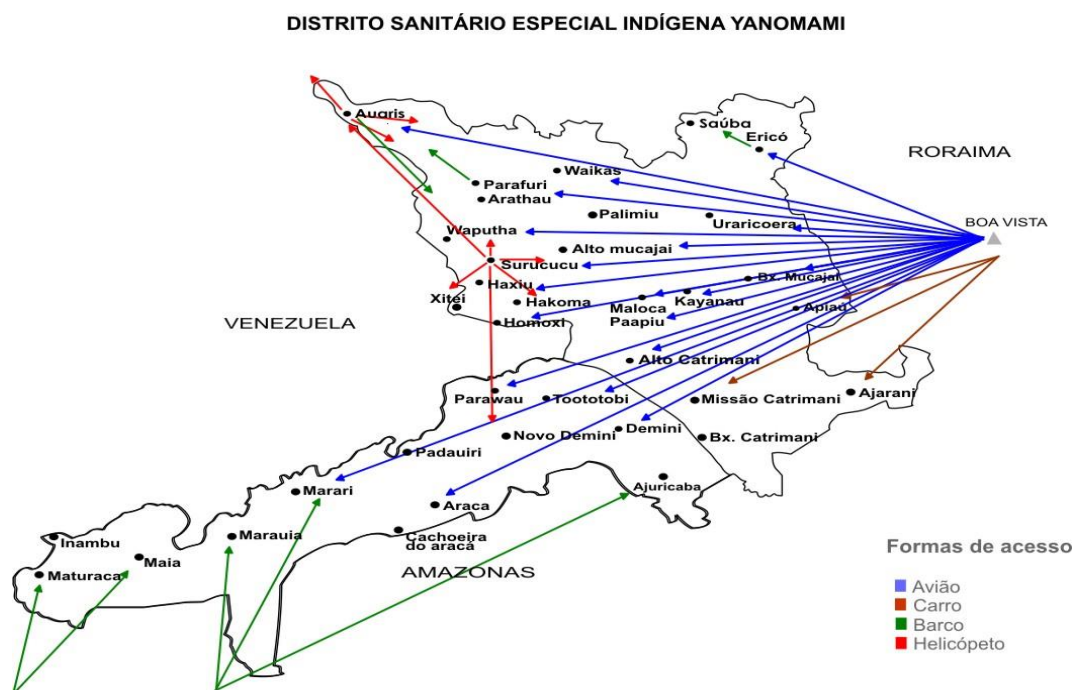 DISTRITO SANITÁRIO ESPECIAL INDÍGENA YANOMAMI
Auaris
Saúba
Ericó
RORAIMA
Waikas
Parafuri
Arathau
Palimiu
Uraricoera
BOA VISTA
Waputha
Alto mucajai
Surucucu
Haxiu
Bx. Mucajai
Xitei
Hakoma
Kayanau
Maloca
Paapiu
Apiaú
VENEZUELA
Homoxi
Alto Catrimani
Parawau
Tootobi
Missão Catrimani
Ajarani
Novo Demini
Demini
Bx. Catrimani
Padauiri
Ajuricaba
Marari
Araca
Inambu
Marauia
Cachoeira
do aracá
Maia
Maturaca
AMAZONAS
Formas de acesso
Avião
Carro
Barco
Helicópeto